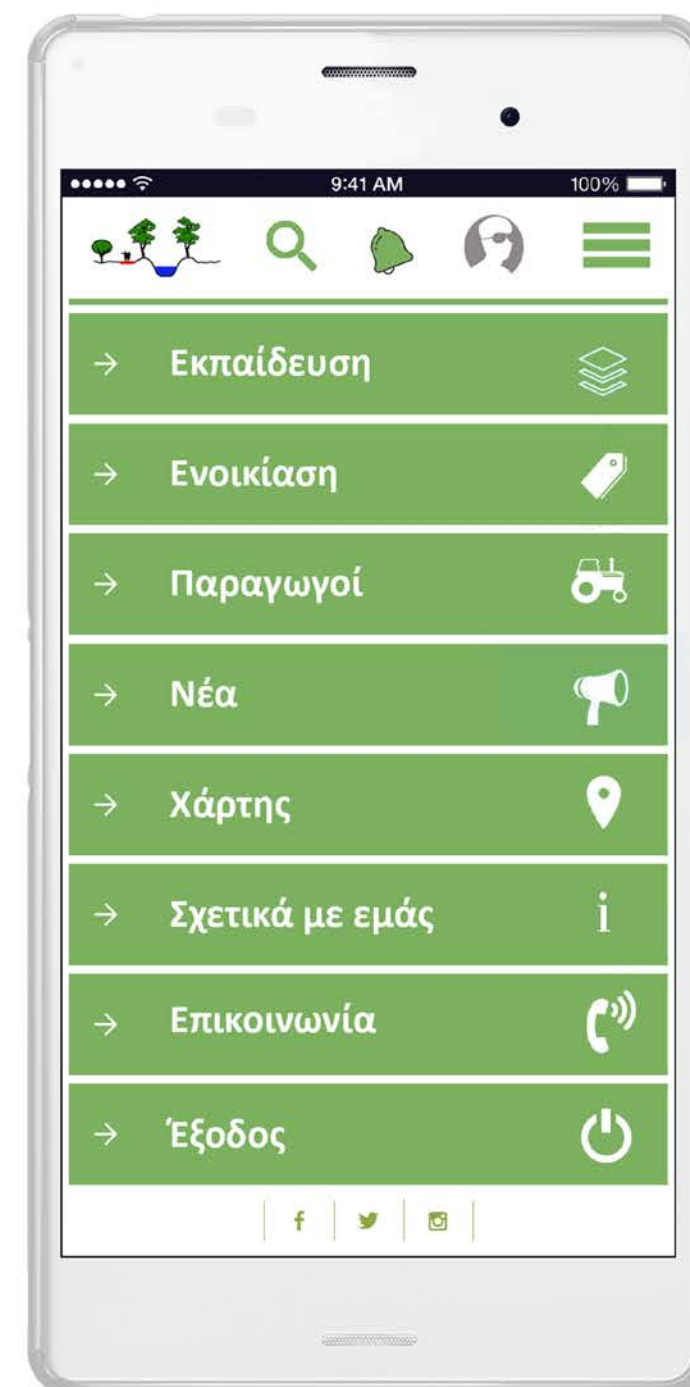 9:41 AM 100%
Εκπαίδευση
Ενοικίαση
Παραγωγοί
Νέα
Χάρτης
Σχετικά με εμάς
i
Επικοινωνία
Έξοδος